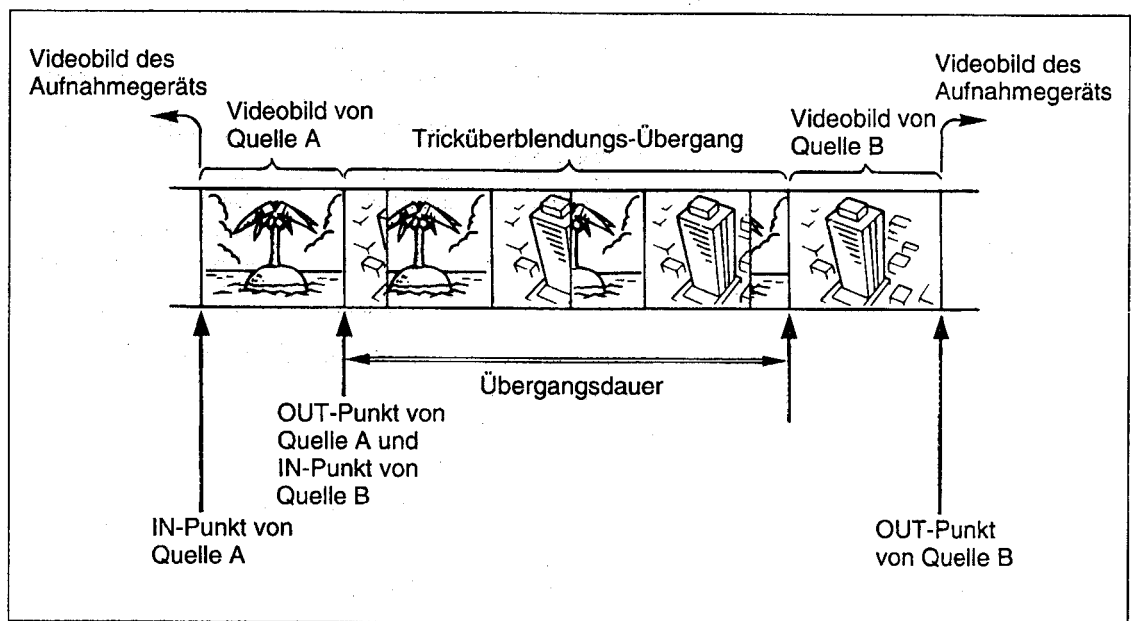 Videobild des
Aufnahmegeräts
Videobild von
Quelle A
Tricküberblendungs-Übergang
Videobild von
Quelle B
Videobild des
Aufnahmegeräts
Übergangsdauer
OUT-Punkt von
Quelle A und
IN-Punkt von
Quelle B
IN-Punkt von
Quelle A
OUT-Punkt
von Quelle B